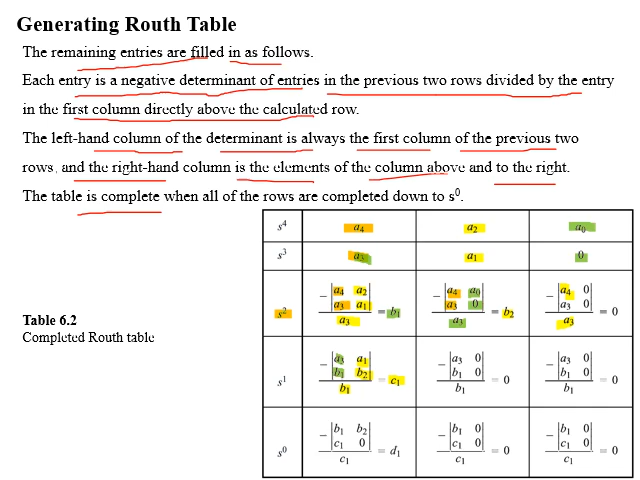 Generating Routh Table
The remaining entries are filled in as follows.
Each entry is a negative determinant of entries in the previous two rows divided by the entry
in the first column directly above the calculated row.
The left-hand column of the determinant is always the first column of the previous two
rows, and the right-hand column is the elements of the column above and to the right.
The table is complete when all of the rows are completed down to s⁰.
Table 6.2
Completed Routh table
s⁴ a₄ a₂ a₀
s³ a₃ a₁ 0
s² −|a₄ a₂; a₃ a₁| / a₃ = b₁ −|a₄ a₀; a₃ 0| / a₃ = b₂ −|a₄ 0; a₃ 0| / a₃ = 0
s¹ −|a₃ a₁; b₁ b₂| / b₁ = c₁ −|a₃ 0; b₁ 0| / b₁ = 0 −|a₃ 0; b₁ 0| / b₁ = 0
s⁰ −|b₁ b₂; c₁ 0| / c₁ = d₁ −|b₁ 0; c₁ 0| / c₁ = 0 −|b₁ 0; c₁ 0| / c₁ = 0